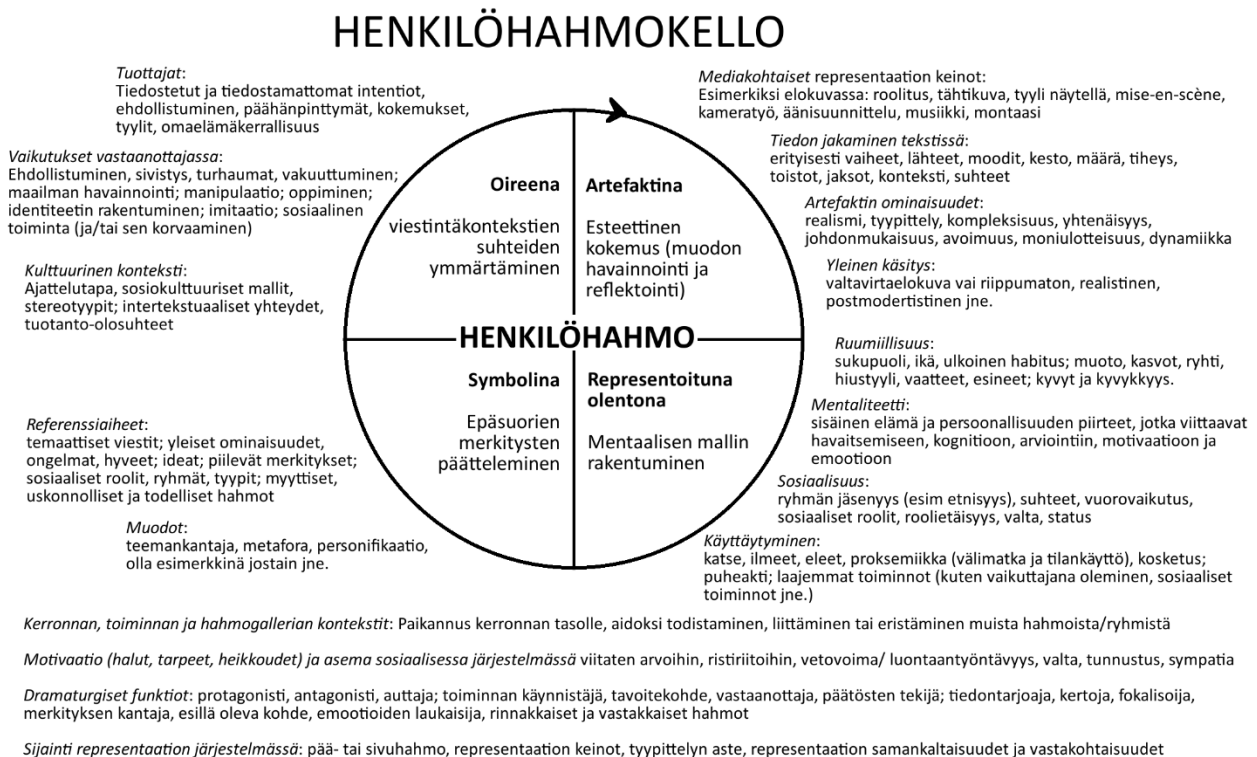 HENKILÖHAHMOKELLO
Tuottajat:
Tiedostetut ja tiedostamattomat intentiot,
ehdollistuminen, päähänpinttymät, kokemukset,
tyylit, omaelämäkerrallisuus
Vaikutukset vastaanottajassa:
Ehdollistuminen, sivistys, turhaumat, vakuuttuminen;
maailman havainnointi; manipulaatio; oppiminen;
identiteetin rakentuminen; imitaatio; sosiaalinen
toiminta (ja/tai sen korvaaminen)
Kulttuurinen konteksti:
Ajattelutapa, sosiokulttuuriset mallit,
stereotyypit; intertekstuaaliset yhteydet,
tuotanto-olosuhteet
Referenssiaiheet:
temaattiset viestit; yleiset ominaisuudet,
ongelmat, hyveet; ideat; piilevät merkitykset;
sosiaaliset roolit, ryhmät, tyypit; myyttiset,
uskonnolliset ja todelliset hahmot
Muodot:
teemankantaja, metafora, personifikaatio,
olla esimerkkinä jostain jne.
Oireena
viestintäkontekstien
suhteiden
ymmärtäminen
Artefaktina
Esteettinen
kokemus (muodon
havainnointi ja
reflektointi)
HENKILÖHAHMO
Symbolina
Epäsuorien
merkitysten
päätteleminen
Representoituna
olentona
Mentaalisen mallin
rakentuminen
Mediakohtaiset representaation keinot:
Esimerkiksi elokuvassa: roolitus, tähtikuva, tyyli näytellä, mise-en-scène,
kameratyö, äänisuunnittelu, musiikki, montaasi
Tiedon jakaminen tekstissä:
erityisesti vaiheet, lähteet, moodit, kesto, määrä, tiheys,
toistot, jaksot, konteksti, suhteet
Artefaktin ominaisuudet:
realismi, tyypittely, kompleksisuus, yhtenäisyys,
johdonmukaisuus, avoimuus, moniulotteisuus, dynamiikka
Yleinen käsitys:
valtavirtaelokuva vai riippumaton, realistinen,
postmodertistinen jne.
Ruumiillisuus:
sukupuoli, ikä, ulkoinen habitus; muoto, kasvot, ryhti,
hiustyyli, vaatteet, esineet; kyvyt ja kyvykkyys.
Mentaliteetti:
sisäinen elämä ja persoonallisuuden piirteet, jotka viittaavat
havaitsemiseen, kognitioon, arviointiin, motivaatioon ja
emootioon
Sosiaalisuus:
ryhmän jäsenyys (esim etnisyys), suhteet, vuorovaikutus,
sosiaaliset roolit, roolietäisyys, valta, status
Käyttäytyminen:
katse, ilmeet, eleet, proksemiikka (välimatka ja tilankäyttö), kosketus;
puheakti; laajemmat toiminnot (kuten vaikuttajana oleminen, sosiaaliset
toiminnot jne.)
Kerronnan, toiminnan ja hahmogallerian kontekstit: Paikannus kerronnan tasolle, aidoksi todistaminen, liittäminen tai eristäminen muista hahmoista/ryhmistä
Motivaatio (halut, tarpeet, heikkoudet) ja asema sosiaalisessa järjestelmässä viitaten arvoihin, ristiriitoihin, vetovoima/ luontaantyöntävyys, valta, tunnustus, sympatia
Dramaturgiset funktiot: protagonisti, antagonisti, auttaja; toiminnan käynnistäjä, tavoitekohde, vastaanottaja, päätösten tekijä; tiedontarjoaja, kertoja, fokalisoija,
merkityksen kantaja, esillä oleva kohde, emootioiden laukaisija, rinnakkaiset ja vastakkaiset hahmot
Sijainti representaation järjestelmässä: pää- tai sivuhahmo, representaation keinot, tyypittelyn aste, representaation samankaltaisuudet ja vastakohtaisuudet